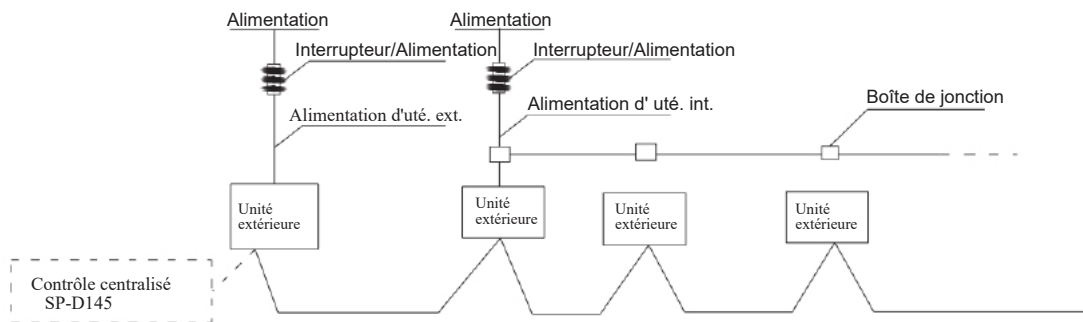 Alimentation
Alimentation
Interrupteur/Alimentation
Interrupteur/Alimentation
Boîte de jonction
Alimentation d'uté. ext.
Alimentation d' uté. int.
Unité
extérieure
Unité
extérieure
Unité
extérieure
Unité
extérieure
Contrôle centralisé
SP-D145